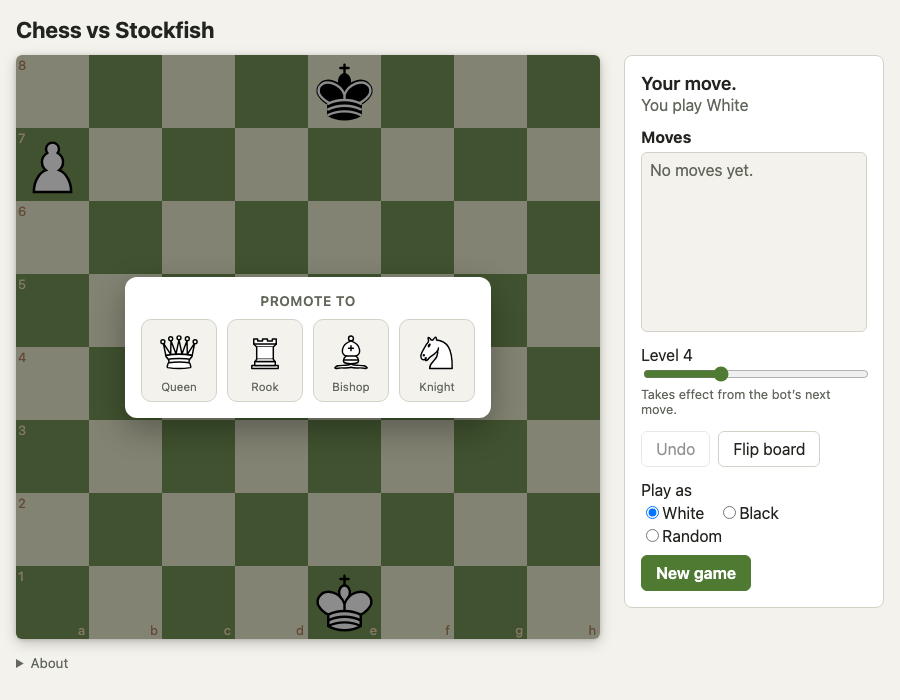 Chess vs Stockfish
8
7
6
5
4
3
2
1
a b c d e f g h
PROMOTE TO
Queen Rook Bishop Knight
About
Your move.
You play White
Moves
No moves yet.
Level 4
Takes effect from the bot's next
move.
Undo Flip board
Play as
White Black
Random
New game